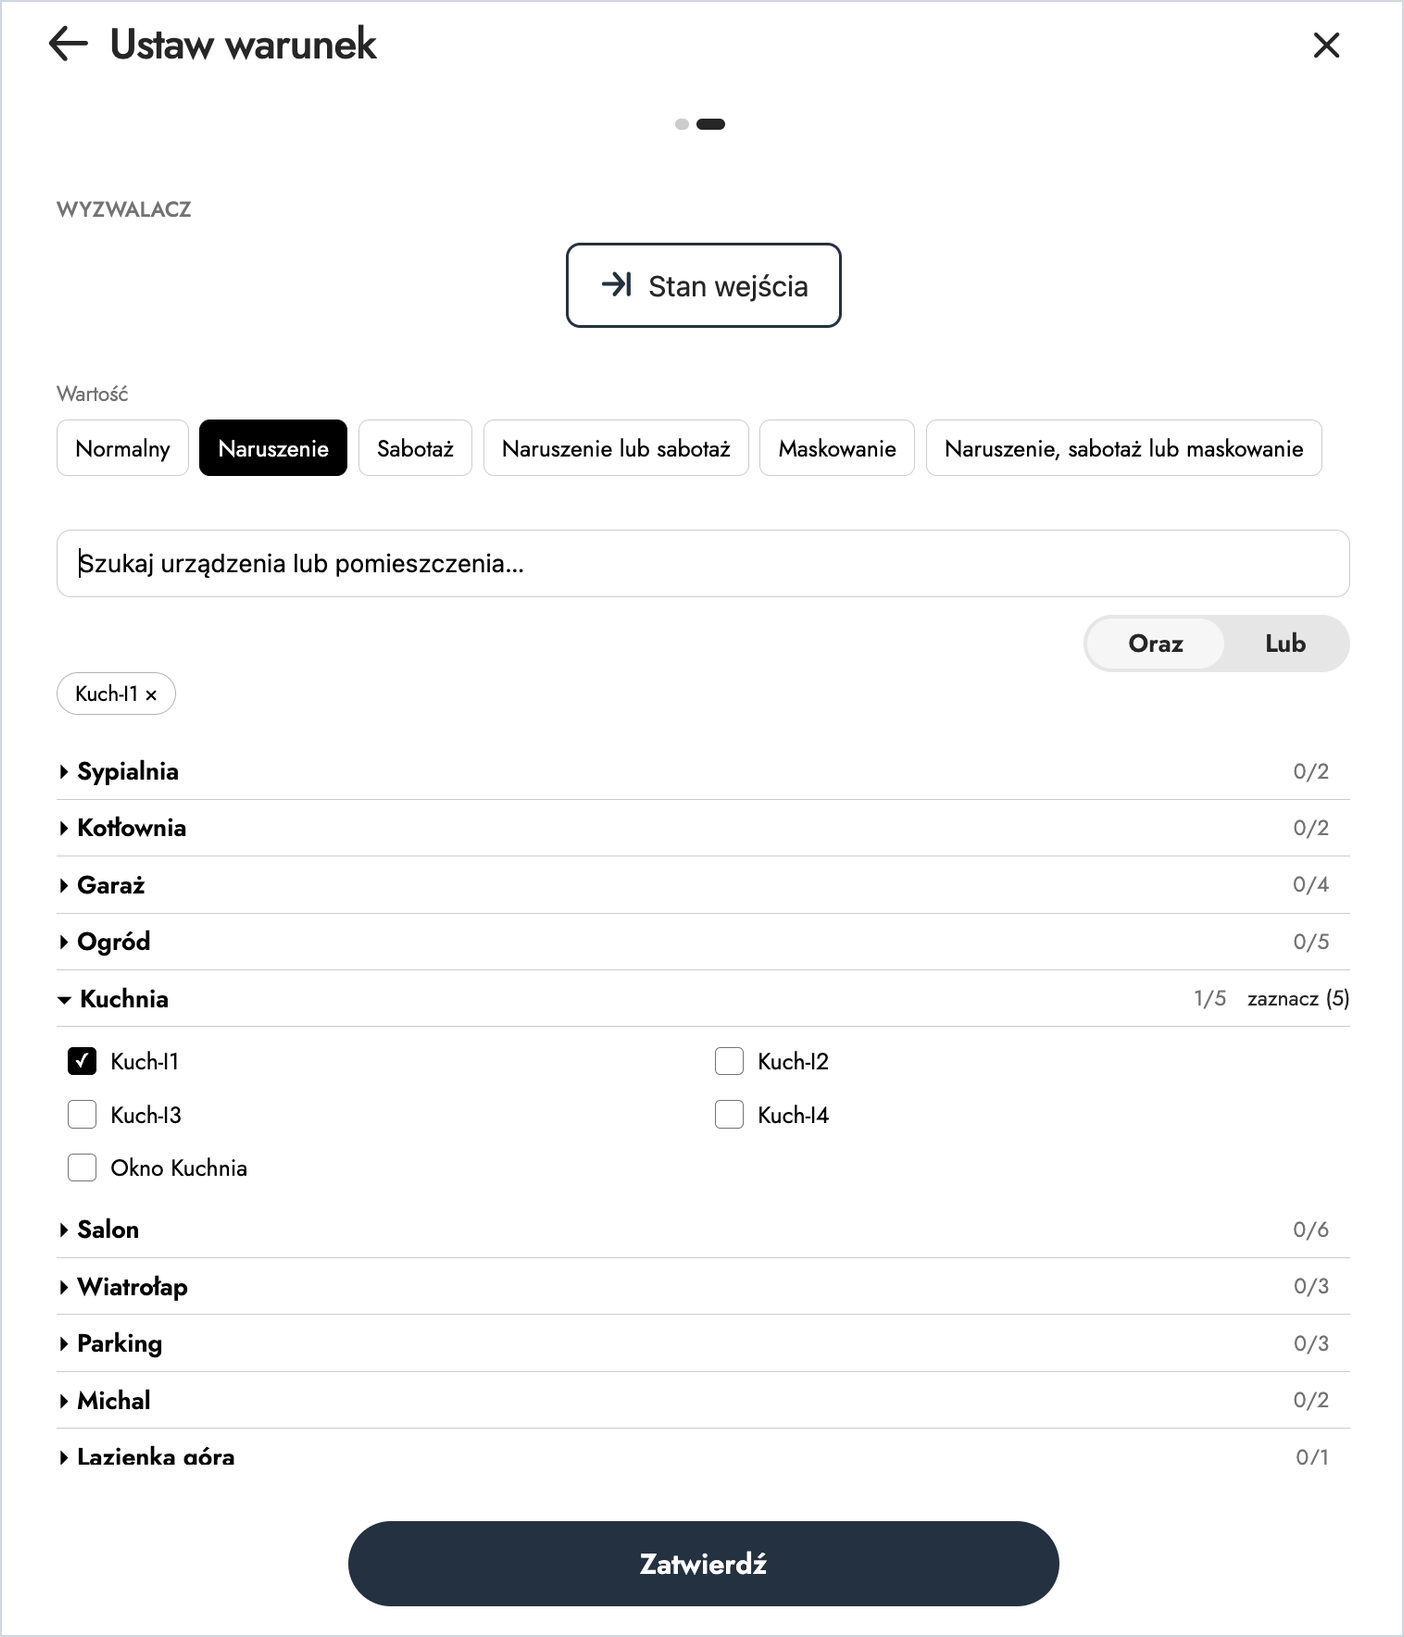 Ustaw warunek
WYZWALACZ
Stan wejścia
Wartość
Normalny Naruszenie Sabotaż Naruszenie lub sabotaż Maskowanie Naruszenie, sabotaż lub maskowanie
Szukaj urządzenia lub pomieszczenia...
Oraz Lub
Kuch-I1 ×
Sypialnia 0/2
Kotłownia 0/2
Garaż 0/4
Ogród 0/5
Kuchnia 1/5 zaznacz (5)
Kuch-I1 Kuch-I2
Kuch-I3 Kuch-I4
Okno Kuchnia
Salon 0/6
Wiatrołap 0/3
Parking 0/3
Michal 0/2
Lazienka góra 0/1
Zatwierdź